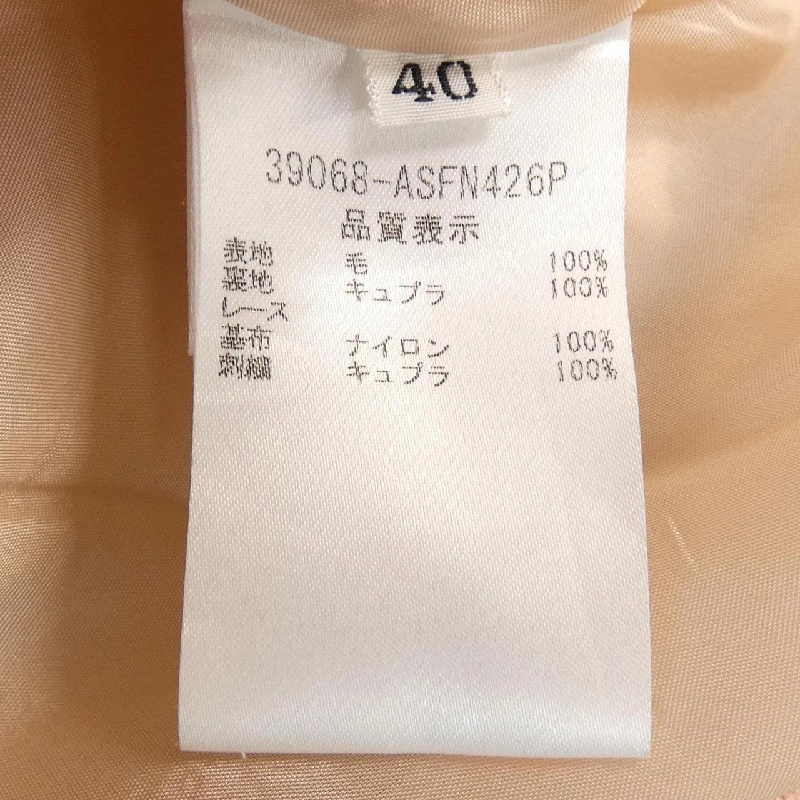 40
39068-ASFN426P
品質表示
表地 毛 100%
裏地 キュプラ 100%
レース
基布 ナイロン 100%
刺繍 キュプラ 100%